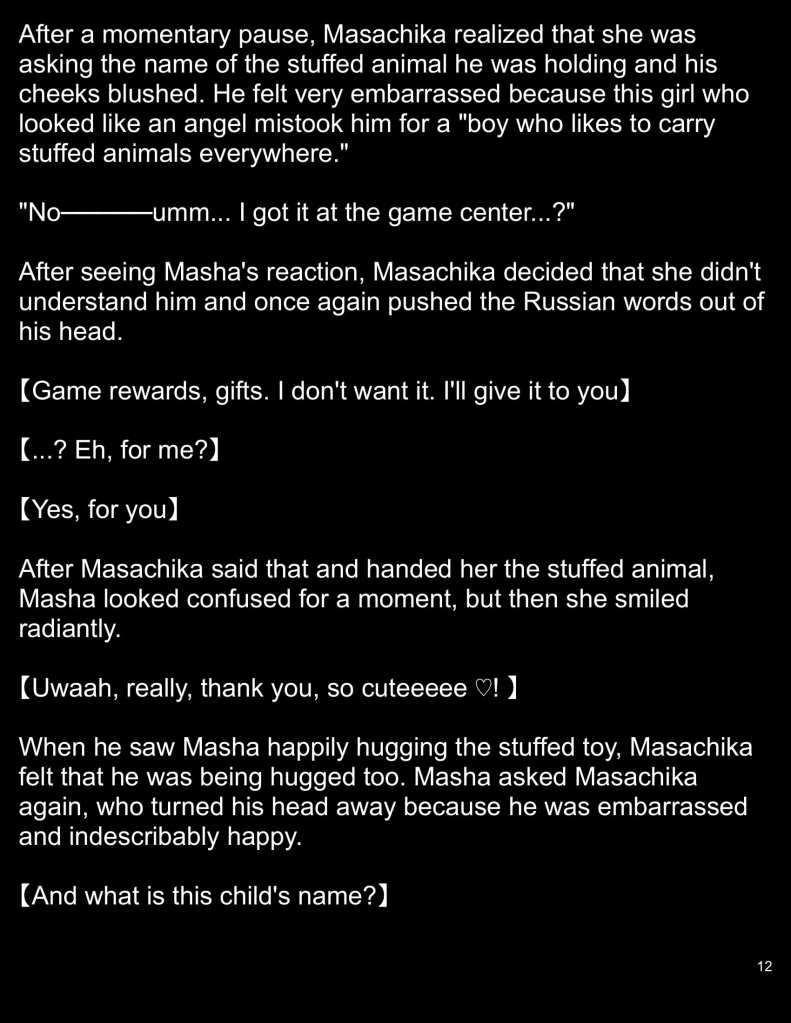 After a momentary pause, Masachika realized that she was
asking the name of the stuffed animal he was holding and his
cheeks blushed. He felt very embarrassed because this girl who
looked like an angel mistook him for a "boy who likes to carry
stuffed animals everywhere."
"No————umm... I got it at the game center...?"
After seeing Masha's reaction, Masachika decided that she didn't
understand him and once again pushed the Russian words out of
his head.
【Game rewards, gifts. I don't want it. I'll give it to you】
【...? Eh, for me?】
【Yes, for you】
After Masachika said that and handed her the stuffed animal,
Masha looked confused for a moment, but then she smiled
radiantly.
【Uwaah, really, thank you, so cuteeeee ♡! 】
When he saw Masha happily hugging the stuffed toy, Masachika
felt that he was being hugged too. Masha asked Masachika
again, who turned his head away because he was embarrassed
and indescribably happy.
【And what is this child's name?】
12